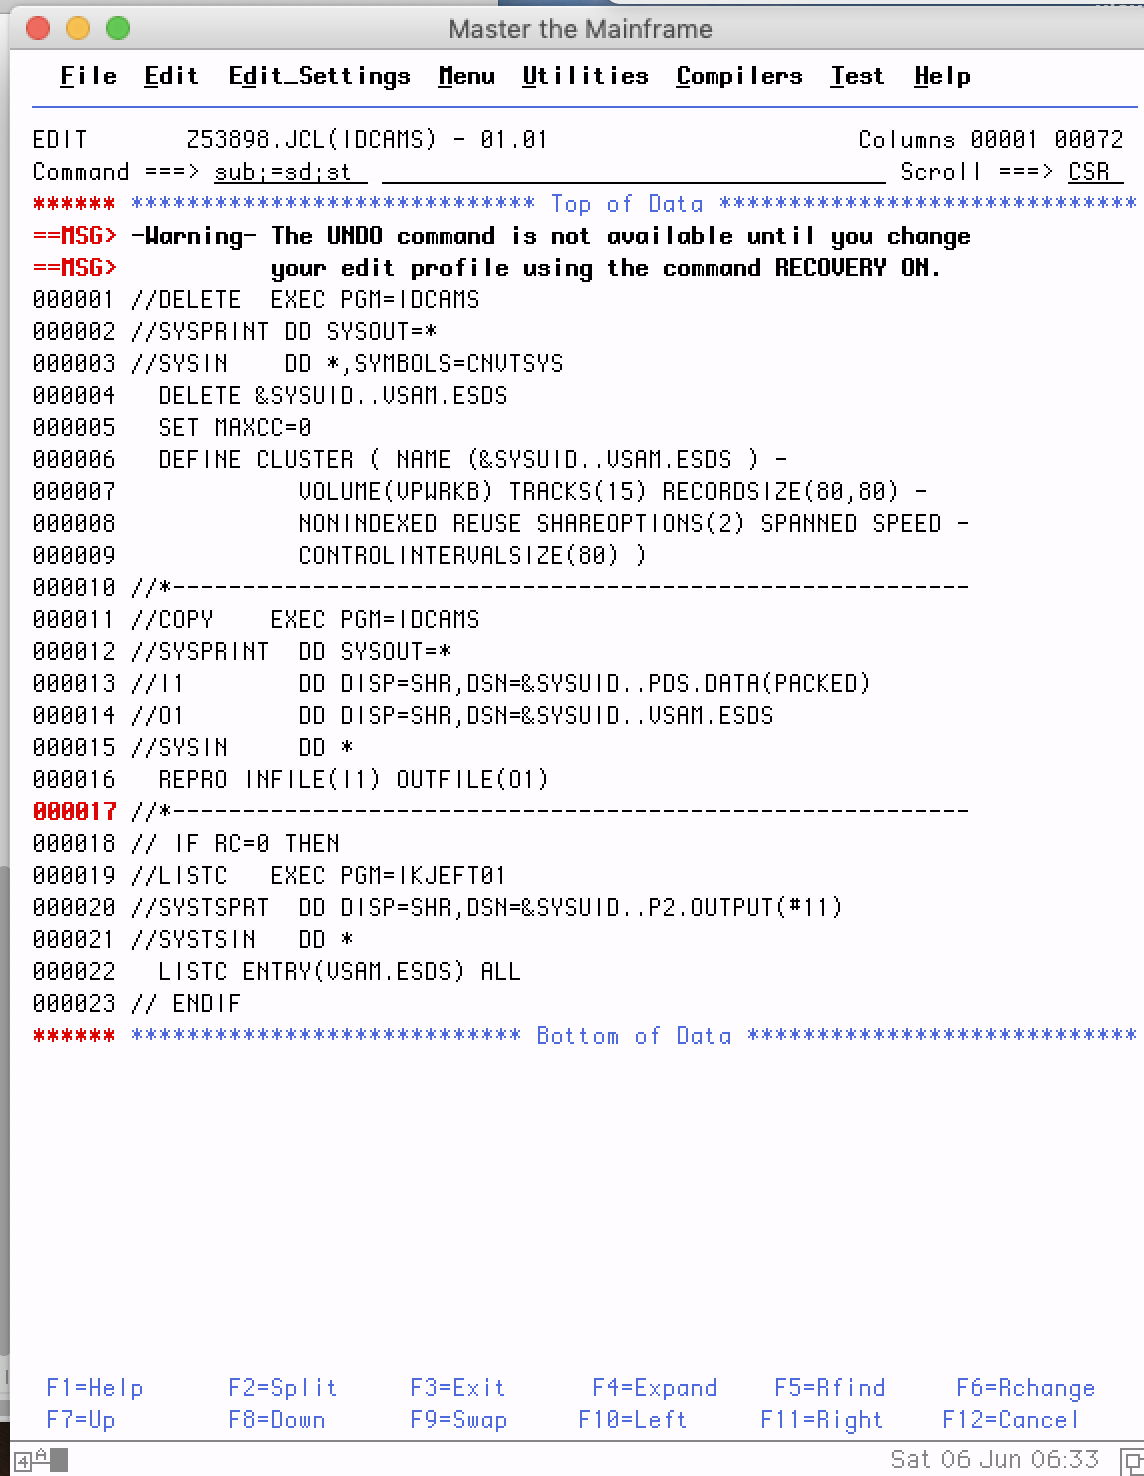 Master the Mainframe
File Edit Edit_Settings Menu Utilities Compilers Test Help
EDIT Z53898.JCL(IDCAMS) - 01.01 Columns 00001 00072
Command ===> sub;=sd;st Scroll ===> CSR
****** ***************************** Top of Data ******************************
==MSG> -Warning- The UNDO command is not available until you change
==MSG> your edit profile using the command RECOVERY ON.
000001 //DELETE  EXEC PGM=IDCAMS
000002 //SYSPRINT DD SYSOUT=*
000003 //SYSIN    DD *,SYMBOLS=CNVTSYS
000004   DELETE &SYSUID..VSAM.ESDS
000005   SET MAXCC=0
000006   DEFINE CLUSTER ( NAME (&SYSUID..VSAM.ESDS ) -
000007             VOLUME(VPWRKB) TRACKS(15) RECORDSIZE(80,80) -
000008             NONINDEXED REUSE SHAREOPTIONS(2) SPANNED SPEED -
000009             CONTROLINTERVALSIZE(80) )
000010 //*---------------------------------------------------------
000011 //COPY    EXEC PGM=IDCAMS
000012 //SYSPRINT  DD SYSOUT=*
000013 //I1        DD DISP=SHR,DSN=&SYSUID..PDS.DATA(PACKED)
000014 //O1        DD DISP=SHR,DSN=&SYSUID..VSAM.ESDS
000015 //SYSIN     DD *
000016   REPRO INFILE(I1) OUTFILE(O1)
000017 //*---------------------------------------------------------
000018 // IF RC=0 THEN
000019 //LISTC   EXEC PGM=IKJEFT01
000020 //SYSTSPRT  DD DISP=SHR,DSN=&SYSUID..P2.OUTPUT(#11)
000021 //SYSTSIN   DD *
000022   LISTC ENTRY(VSAM.ESDS) ALL
000023 // ENDIF
****** **************************** Bottom of Data ****************************
F1=Help F2=Split F3=Exit F4=Expand F5=Rfind F6=Rchange
F7=Up F8=Down F9=Swap F10=Left F11=Right F12=Cancel
4 A Sat 06 Jun 06:33